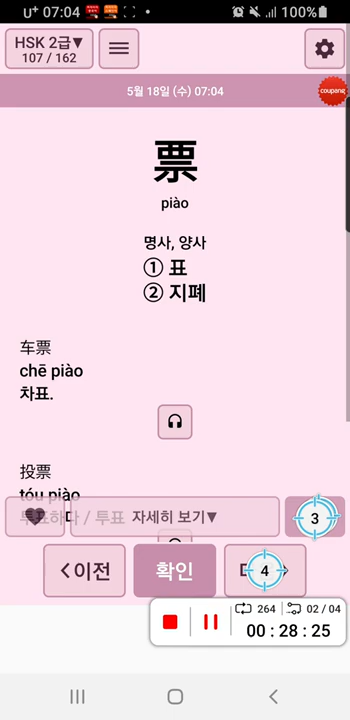 U+ 07:04
100%
HSK 2급▼
107 / 162
5월 18일 (수) 07:04
coupang
票
piào
명사, 양사
① 표
② 지폐
车票
chē piào
차표.
投票
tóu piào
투표하다 / 투표
자세히 보기▼
3
<이전
확인
4
264
02 / 04
00 : 28 : 25